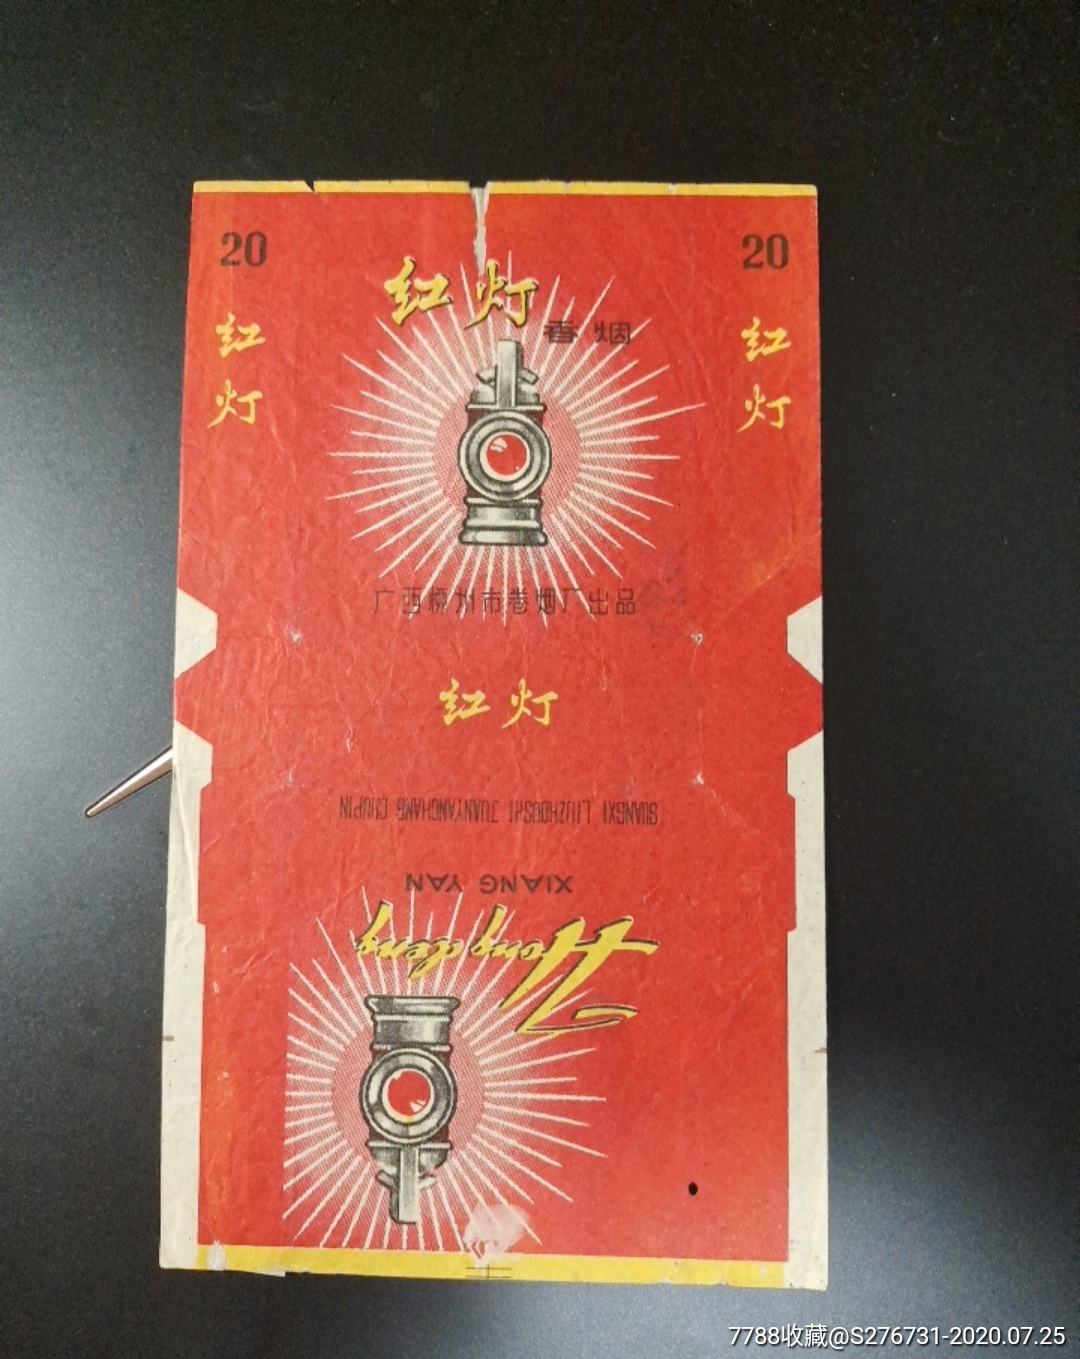 20
20
红灯
香烟
红灯
红灯
广西柳州市卷烟厂出品
红灯
GUANGXI LIUZHOUSHI JUANYANCHANG CHUPIN
XIANG YAN
Hong deng
7788收藏@S276731-2020.07.25